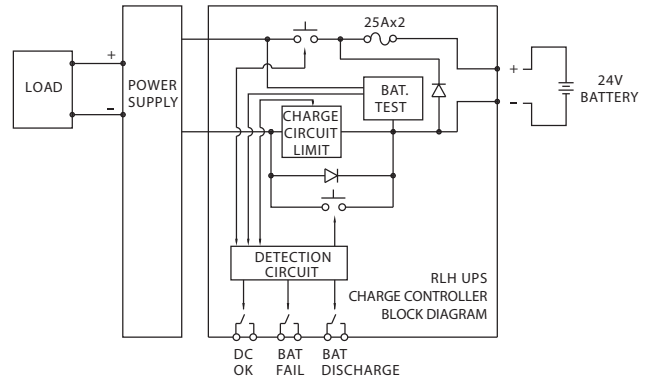 25Ax2
+
LOAD
-
POWER
SUPPLY
BAT.
TEST
+
-
24V
BATTERY
CHARGE
CIRCUIT
LIMIT
DETECTION
CIRCUIT
RLH UPS
CHARGE CONTROLLER
BLOCK DIAGRAM
DC
OK
BAT
FAIL
BAT
DISCHARGE